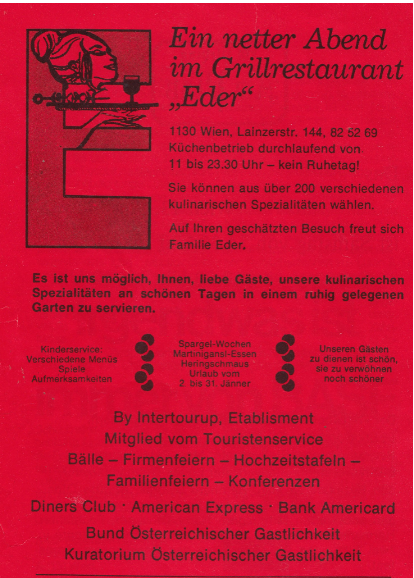 Ein netter Abend
im Grillrestaurant
„Eder“
1130 Wien, Lainzerstr. 144, 82 52 69
Küchenbetrieb durchlaufend von
11 bis 23.30 Uhr – kein Ruhetag!
Sie können aus über 200 verschiedenen
kulinarischen Spezialitäten wählen.
Auf Ihren geschätzten Besuch freut sich
Familie Eder.
Es ist uns möglich, Ihnen, liebe Gäste, unsere kulinarischen
Spezialitäten an schönen Tagen in einem ruhig gelegenen
Garten zu servieren.
Kinderservice:
Verschiedene Menüs
Spiele
Aufmerksamkeiten
Spargel-Wochen
Martinigansl-Essen
Heringschmaus
Urlaub vom
2. bis 31. Jänner
Unseren Gästen
zu dienen ist schön,
sie zu verwöhnen
noch schöner
By Intertourup, Etablisment
Mitglied vom Touristenservice
Bälle – Firmenfeiern – Hochzeitstafeln –
Familienfeiern – Konferenzen
Diners Club · American Express · Bank Americard
Bund Österreichischer Gastlichkeit
Kuratorium Österreichischer Gastlichkeit